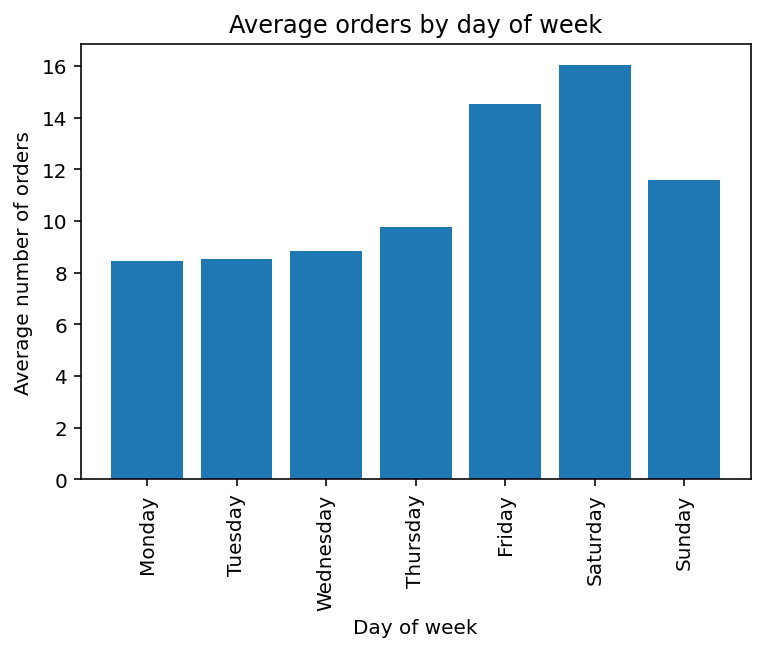 Average orders by day of week
Average number of orders
16
14
12
10
8
6
4
2
0
Monday
Tuesday
Wednesday
Thursday
Friday
Saturday
Sunday
Day of week